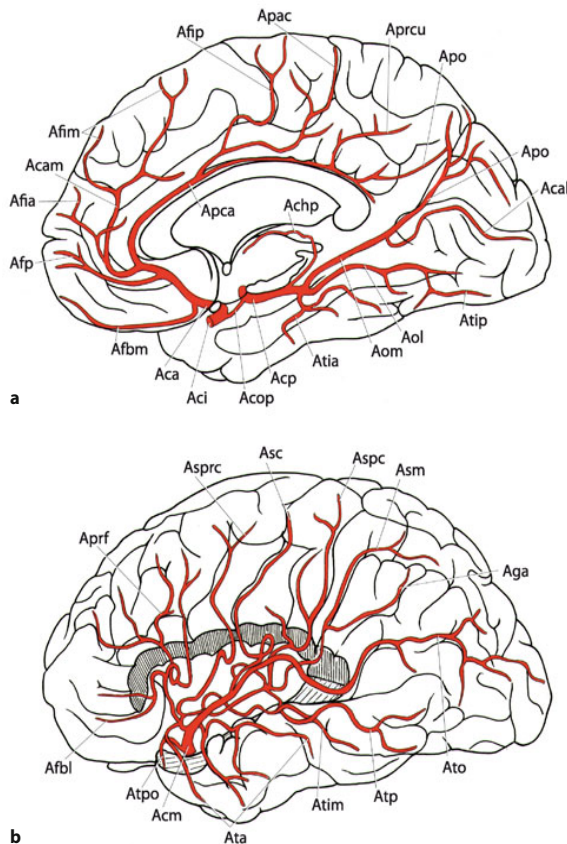 Apac
Afip
Aprcu
Apo
Afim
Acam
Apo
Afia
Acal
Apca
Achp
Afp
Afbm
Atip
Aol
Aca
Atia
Aom
Acp
Aci
Acop
a
Asc
Aspc
Asprc
Asm
Aprf
Aga
Afbl
Ato
Atpo
Atp
Acm
Atim
Ata
b